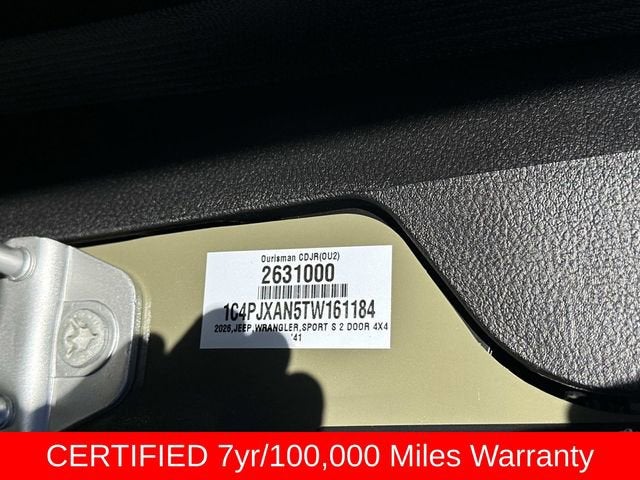 Ourisman CDJR(OU2)
2631000
1C4PJXAN5TW161184
2026,JEEP,WRANGLER,SPORT S 2 DOOR 4X4
'41
CERTIFIED 7yr/100,000 Miles Warranty